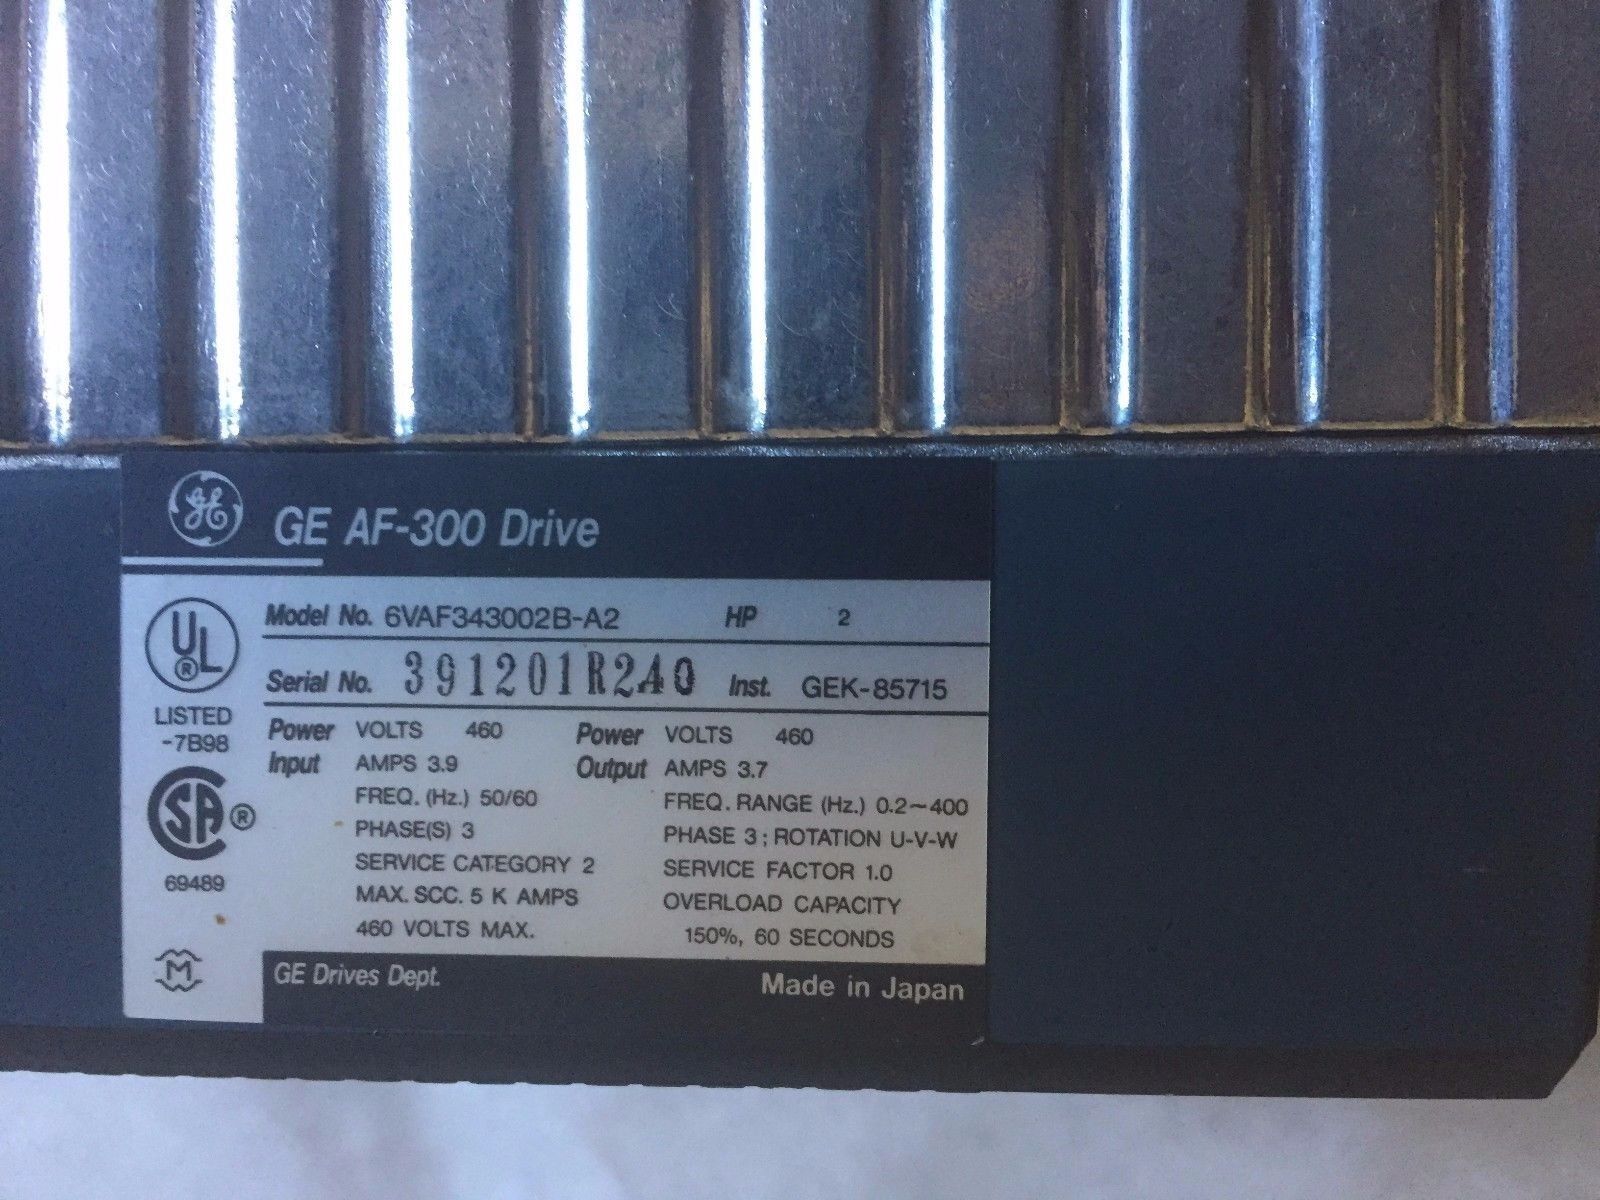 GE AF-300 Drive
Model No. 6VAF343002B-A2 HP 2
Serial No. 391201R240 Inst. GEK-85715
UL ®
LISTED
-7B98
SA ®
69489
M
Power Input
VOLTS 460
AMPS 3.9
FREQ. (Hz.) 50/60
PHASE(S) 3
SERVICE CATEGORY 2
MAX. SCC. 5 K AMPS
460 VOLTS MAX.
Power Output
VOLTS 460
AMPS 3.7
FREQ. RANGE (Hz.) 0.2~400
PHASE 3 ; ROTATION U-V-W
SERVICE FACTOR 1.0
OVERLOAD CAPACITY
150%, 60 SECONDS
GE Drives Dept. Made in Japan